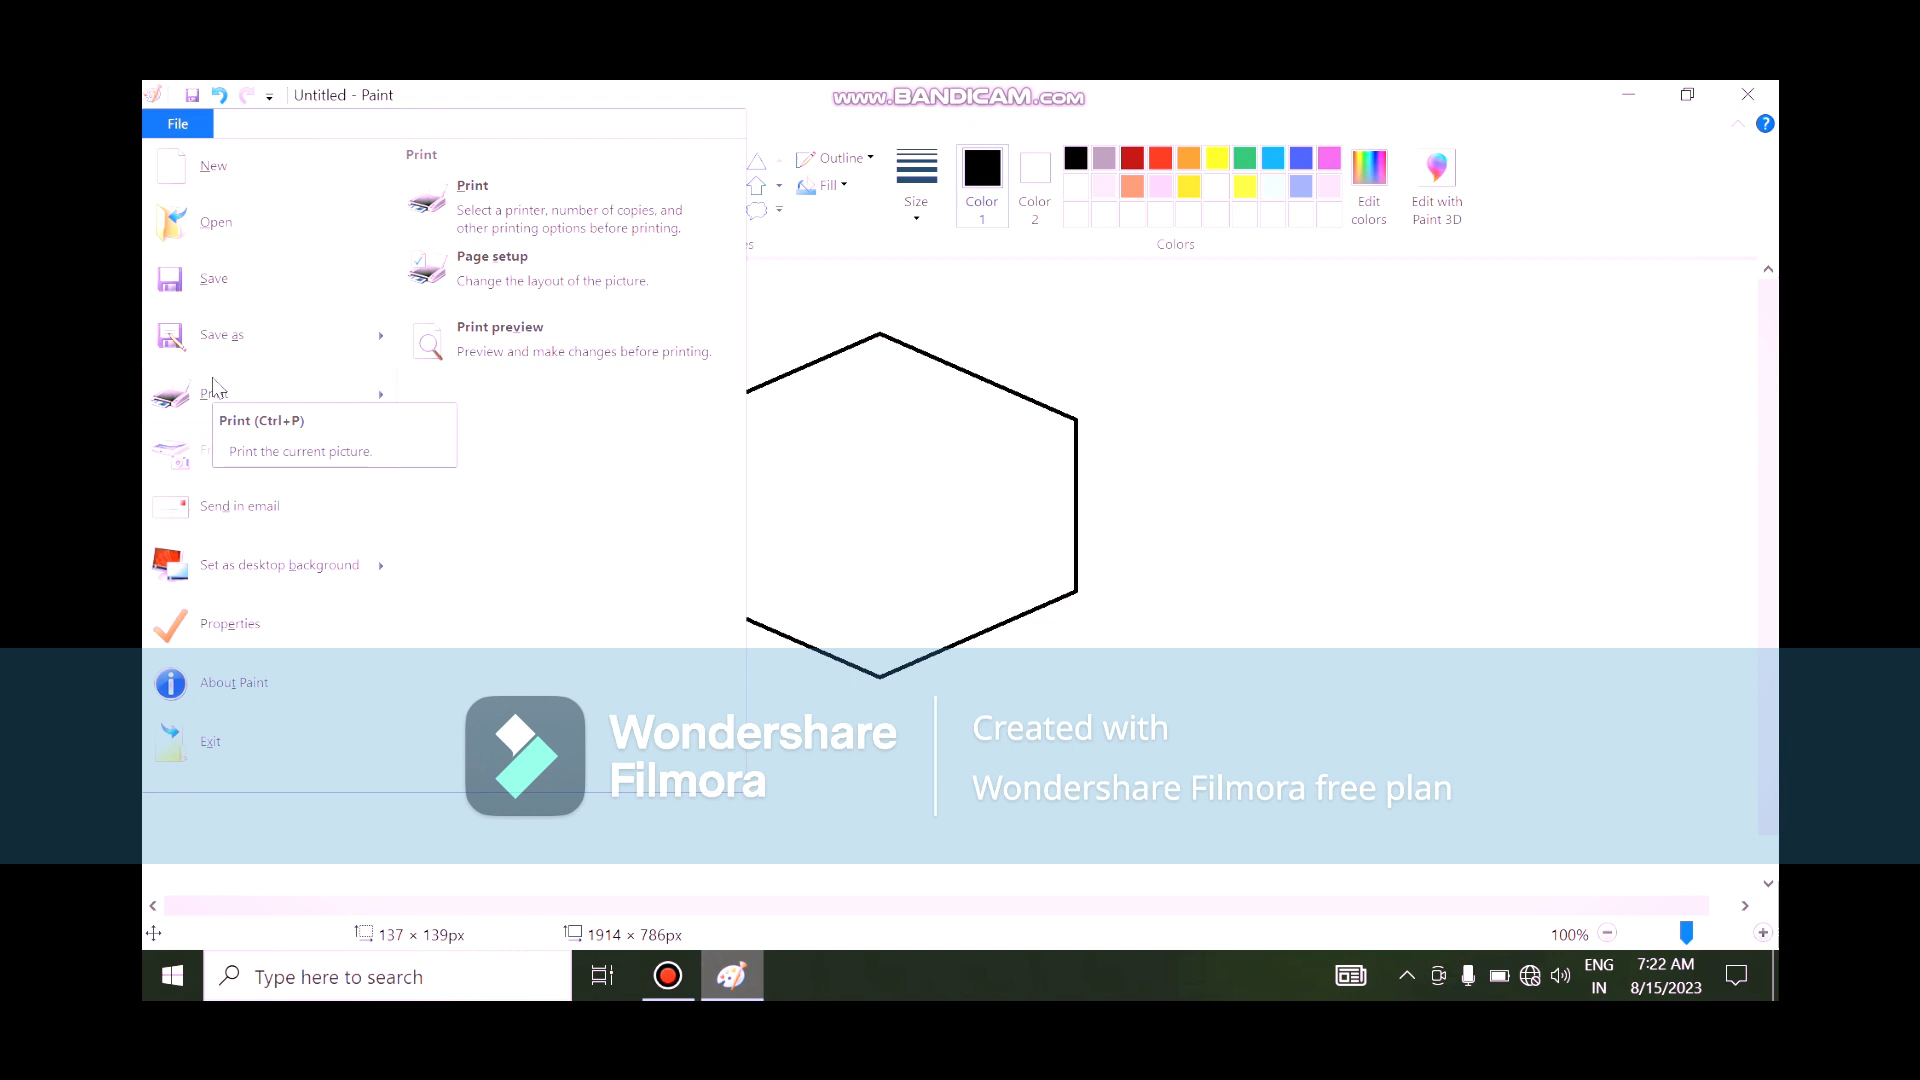 Untitled - Paint
www.BANDICAM.com
File
New
Open
Save
Save as
Print
Send in email
Set as desktop background
Properties
About Paint
Exit
Print
Print
Select a printer, number of copies, and
other printing options before printing.
Page setup
Change the layout of the picture.
Print preview
Preview and make changes before printing.
Print (Ctrl+P)
Print the current picture.
Outline
Fill
Size
Color
1
Color
2
Edit
colors
Edit with
Paint 3D
Colors
Wondershare
Filmora
Created with
Wondershare Filmora free plan
137 × 139px
1914 × 786px
100%
Type here to search
ENG
IN
7:22 AM
8/15/2023